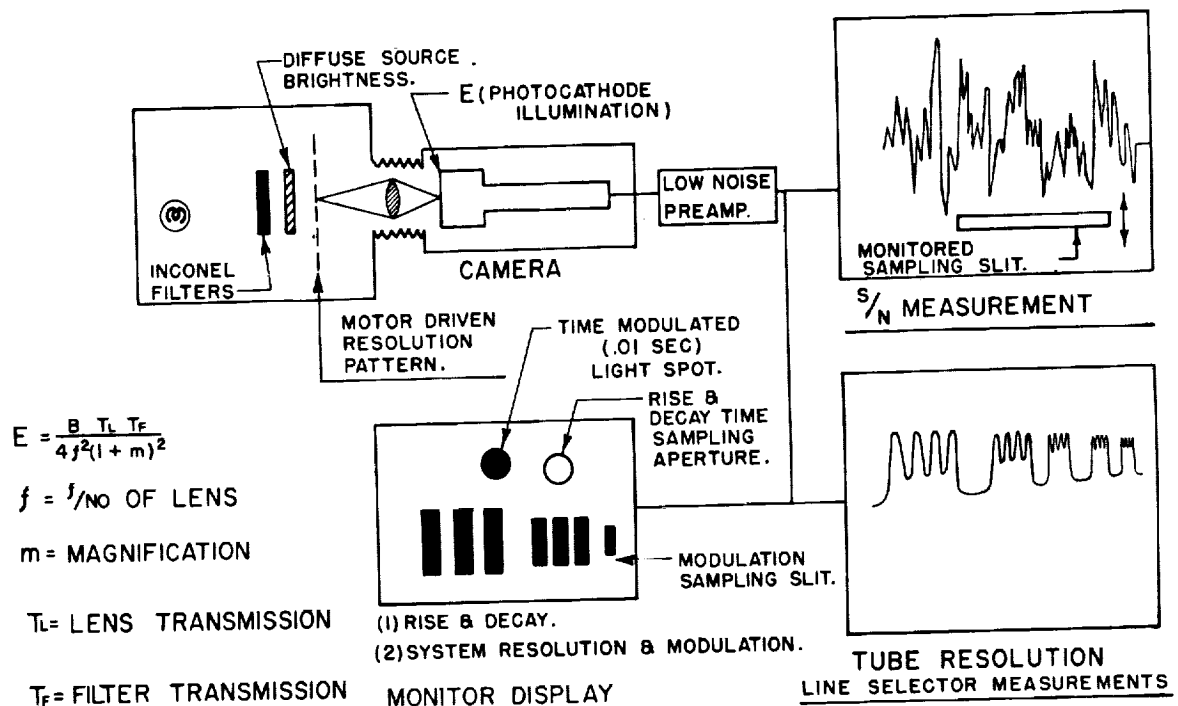 DIFFUSE SOURCE .
BRIGHTNESS.
E (PHOTOCATHODE
ILLUMINATION)
INCONEL
FILTERS
CAMERA
LOW NOISE
PREAMP.
MONITORED
SAMPLING SLIT.
S/N MEASUREMENT
MOTOR DRIVEN
RESOLUTION
PATTERN.
TIME MODULATED
(.01 SEC)
LIGHT SPOT.
RISE &
DECAY TIME
SAMPLING
APERTURE.
MODULATION
SAMPLING SLIT.
E = B TL TF / 4f²(1 + m)²
f = f/NO OF LENS
m = MAGNIFICATION
TL= LENS TRANSMISSION
TF= FILTER TRANSMISSION
(1) RISE & DECAY.
(2) SYSTEM RESOLUTION & MODULATION.
MONITOR DISPLAY
TUBE RESOLUTION
LINE SELECTOR MEASUREMENTS